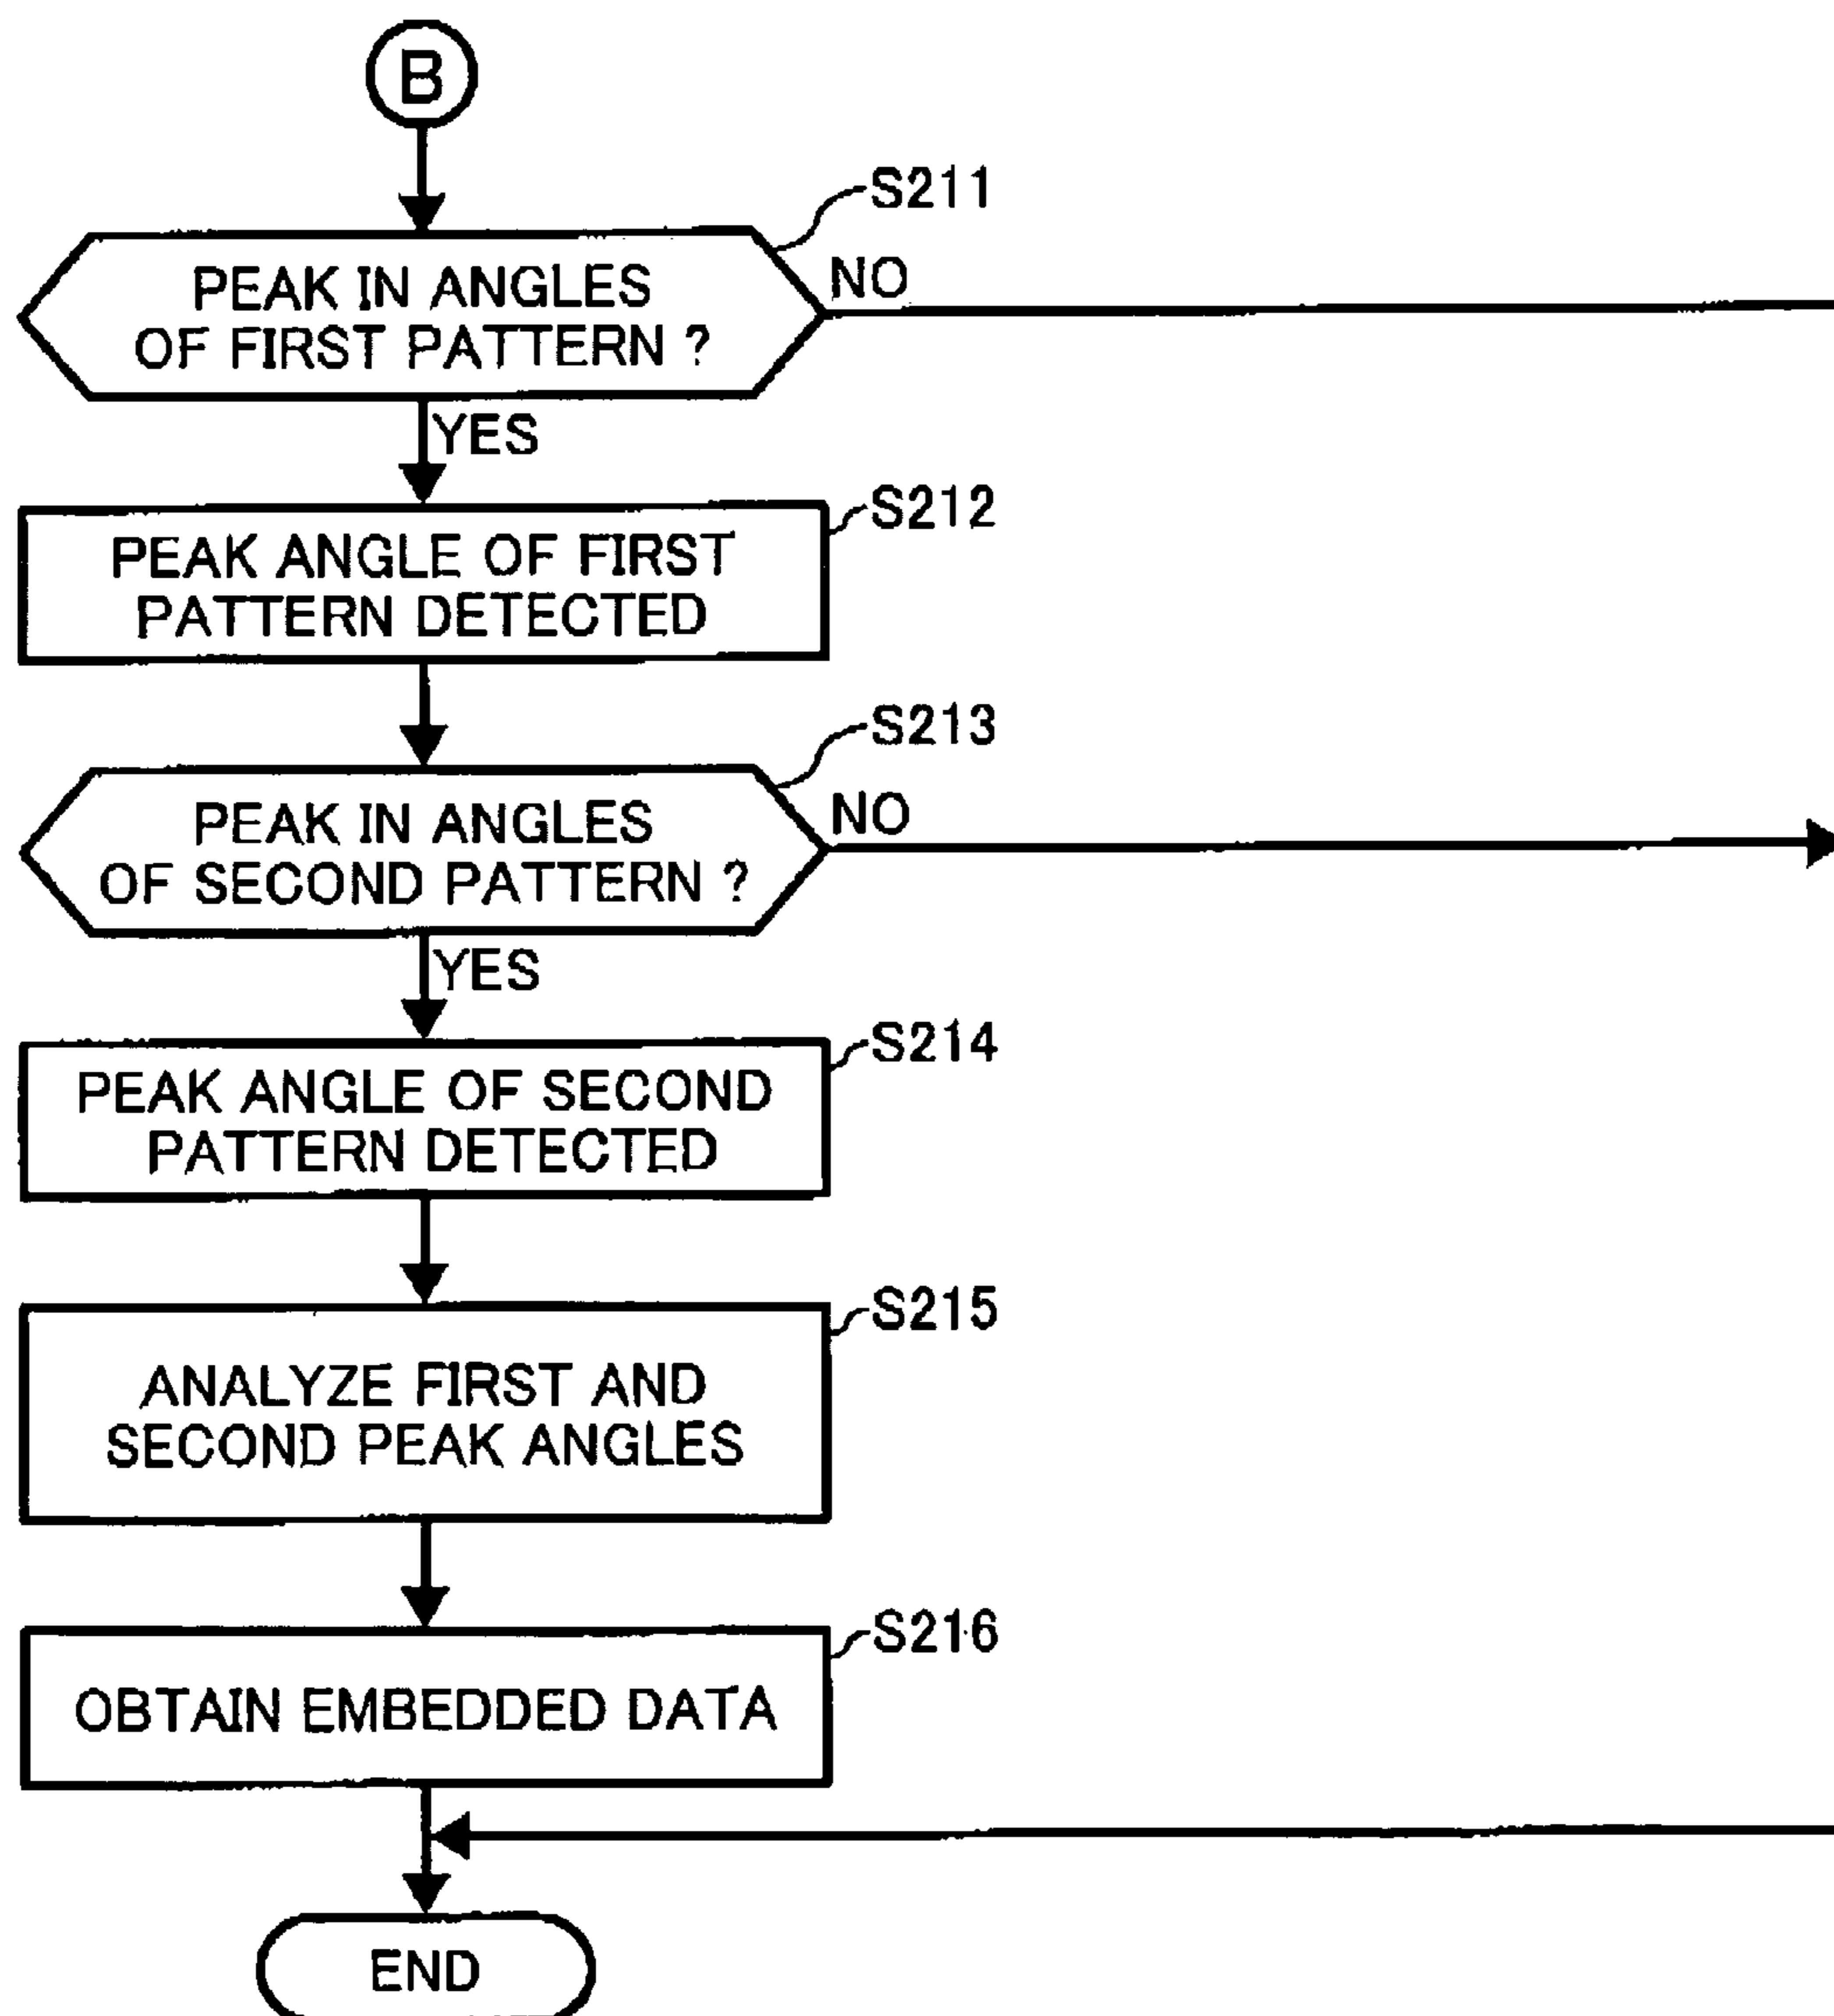 B
S211
PEAK IN ANGLES
OF FIRST PATTERN ?
NO
YES
S212
PEAK ANGLE OF FIRST
PATTERN DETECTED
S213
PEAK IN ANGLES
OF SECOND PATTERN ?
NO
YES
S214
PEAK ANGLE OF SECOND
PATTERN DETECTED
S215
ANALYZE FIRST AND
SECOND PEAK ANGLES
S216
OBTAIN EMBEDDED DATA
END